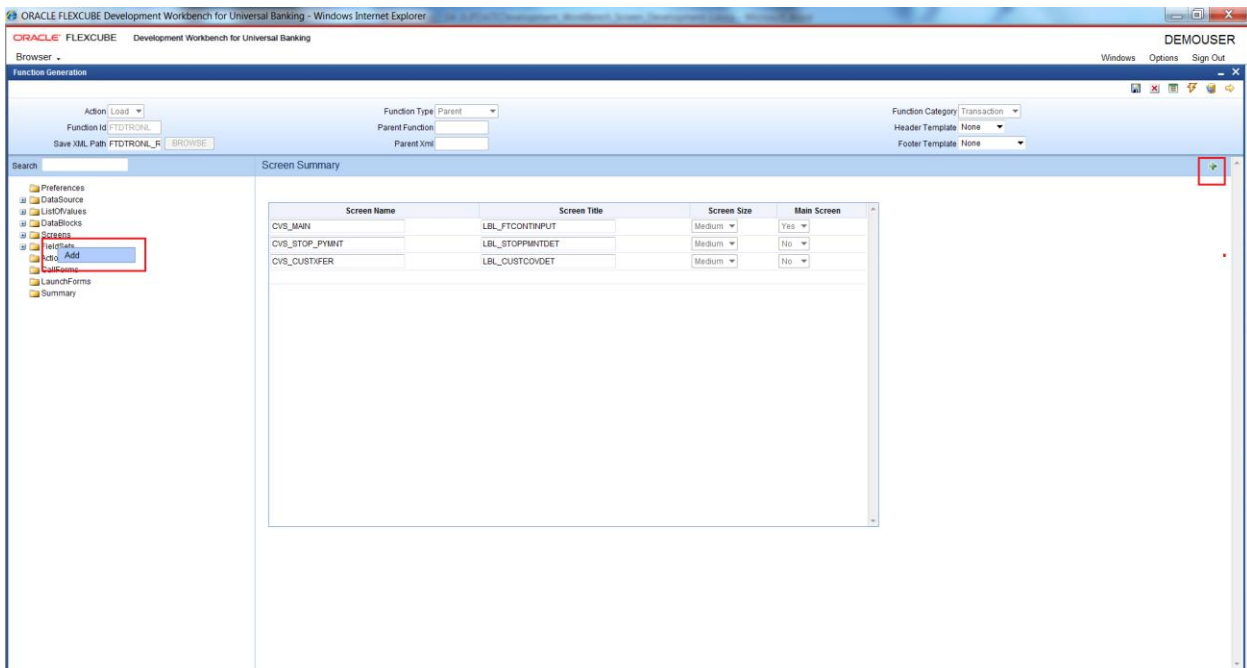 ORACLE FLEXCUBE Development Workbench for Universal Banking - Windows Internet Explorer
ORACLE FLEXCUBE Development Workbench for Universal Banking DEMOUSER
Browser Windows Options Sign Out
Function Generation
Action Load Function Type Parent Function Category Transaction
Function Id FTDTRONL Parent Function Header Template None
Save XML Path FTDTRONL_R BROWSE Parent Xml Footer Template None
Search Screen Summary
Preferences
DataSource
ListOfValues
DataBlocks
Screens
FieldSets
Add
Actio
CallForms
LaunchForms
Summary
Screen Name Screen Title Screen Size Main Screen
CVS_MAIN LBL_FTCONTINPUT Medium Yes
CVS_STOP_PYMNT LBL_STOPPMNTDET Medium No
CVS_CUSTXFER LBL_CUSTCOVDET Medium No